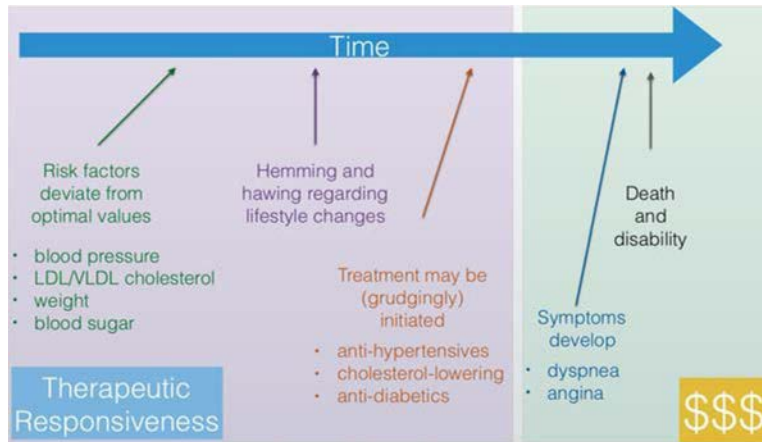 Time
Risk factors
deviate from
optimal values
• blood pressure
• LDL/VLDL cholesterol
• weight
• blood sugar
Hemming and
hawing regarding
lifestyle changes
Treatment may be
(grudgingly)
initiated
• anti-hypertensives
• cholesterol-lowering
• anti-diabetics
Symptoms
develop
• dyspnea
• angina
Death
and
disability
Therapeutic
Responsiveness
$$$